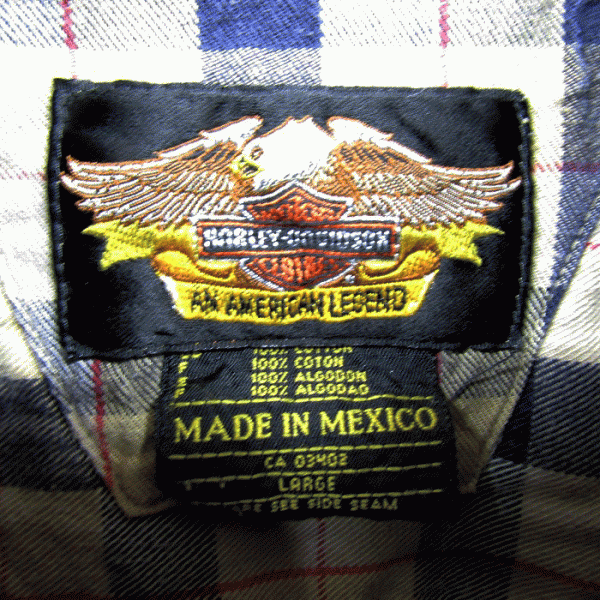 HARLEY-DAVIDSON
AN AMERICAN LEGEND
100% COTTON
F 100% COTON
E 100% ALGODON
P 100% ALGODAO
MADE IN MEXICO
CA 03402
LARGE
SEE SIDE SEAM